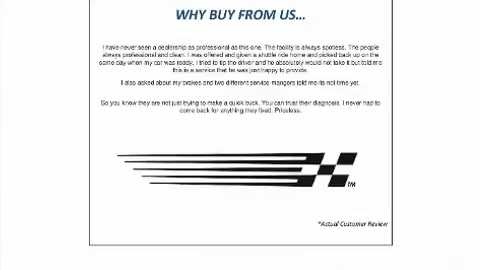 WHY BUY FROM US...
I have never seen a dealership as professional as this one. The facility is always spotless. The people
always professional and clean. I was offered and given a shuttle ride home and picked back up on the
same day when my car was ready. I tried to tip the driver and he absolutely would not take it but told me
this is a service that he was just happy to provide.
I also asked about my brakes and two different service mangers told me its not time yet.
So you know they are not just trying to make a quick buck. You can trust their diagnosis. I never had to
come back for anything they fixed. Priceless.
TM
*Actual Customer Review